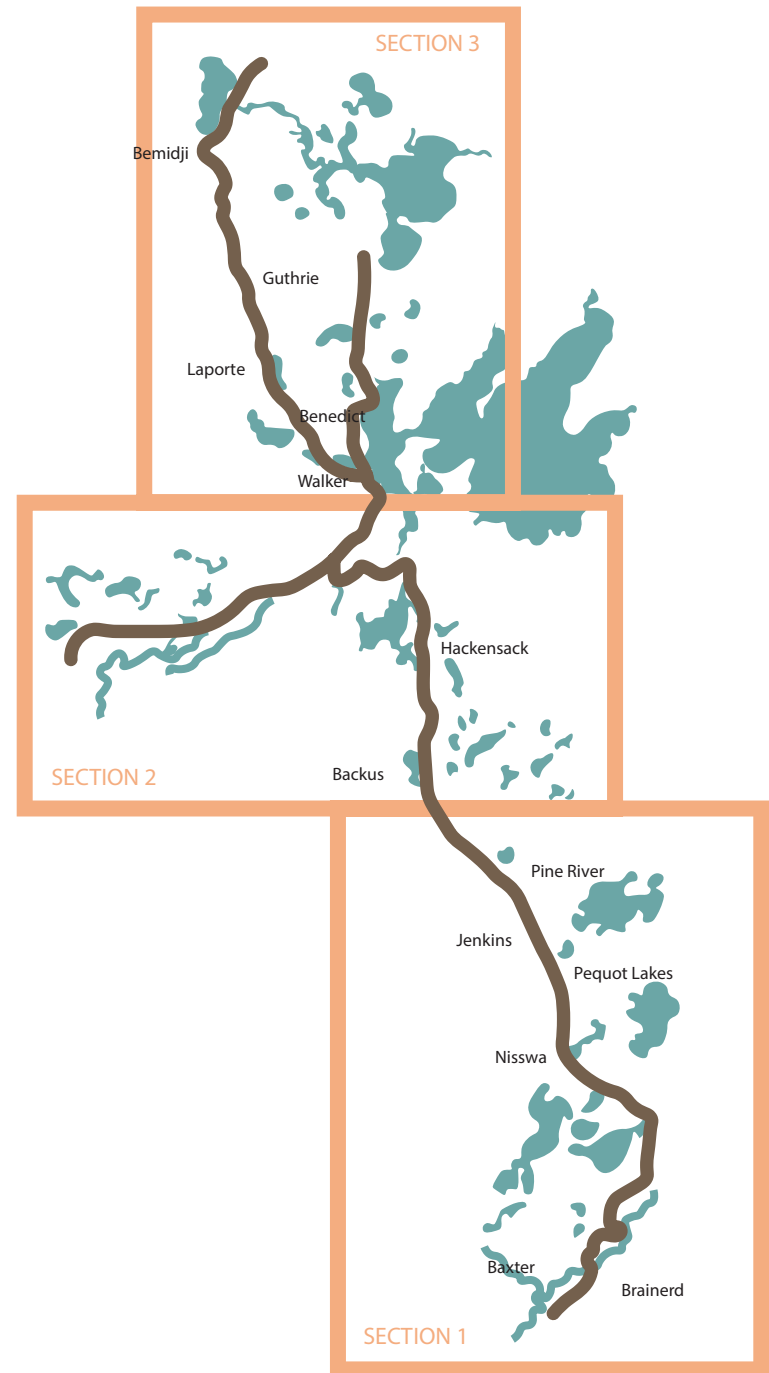 SECTION 3
Bemidji
Guthrie
Laporte
Benedict
Walker
Hackensack
Backus
SECTION 2
Pine River
Jenkins
Pequot Lakes
Nisswa
Baxter
Brainerd
SECTION 1